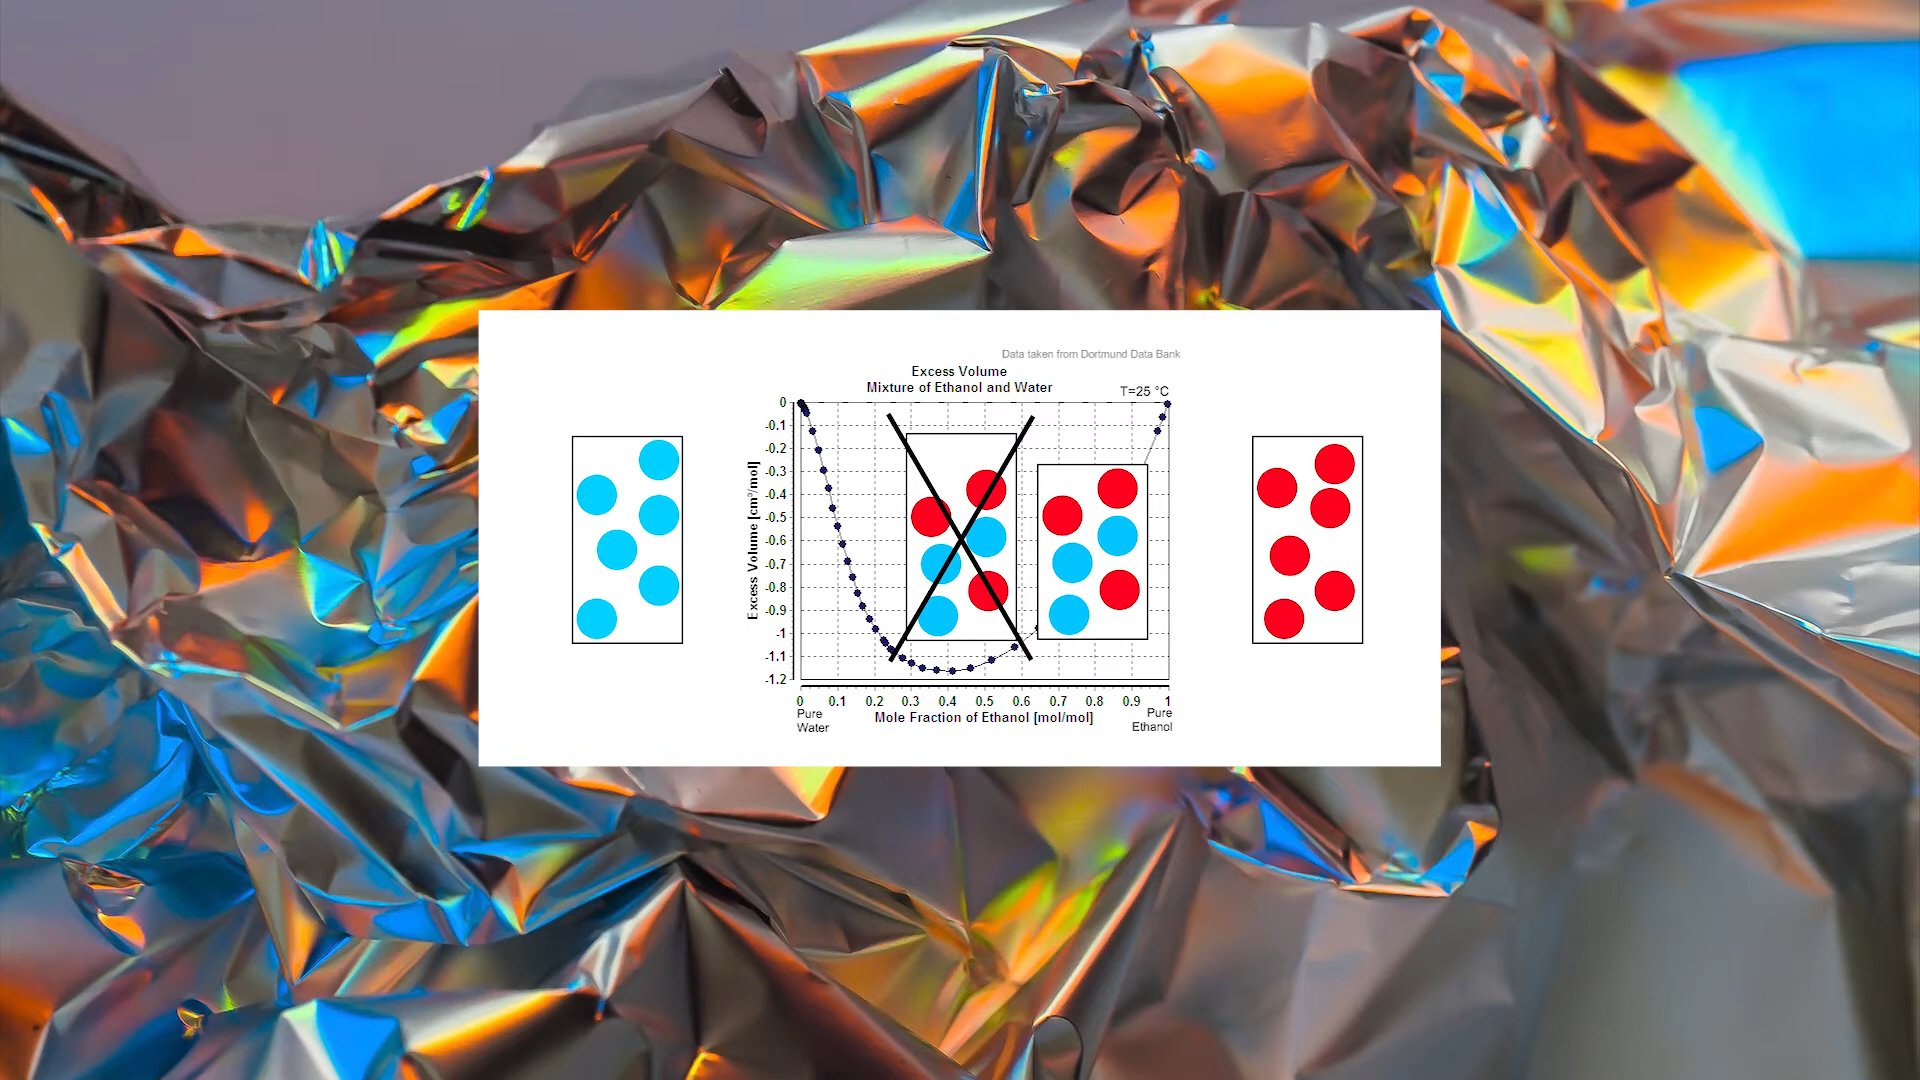 Data taken from Dortmund Data Bank
Excess Volume
Mixture of Ethanol and Water
T=25 °C
Excess Volume [cm³/mol]
0
-0.1
-0.2
-0.3
-0.4
-0.5
-0.6
-0.7
-0.8
-0.9
-1
-1.1
-1.2
0 0.1 0.2 0.3 0.4 0.5 0.6 0.7 0.8 0.9 1
Pure
Water
Mole Fraction of Ethanol [mol/mol]
Pure
Ethanol